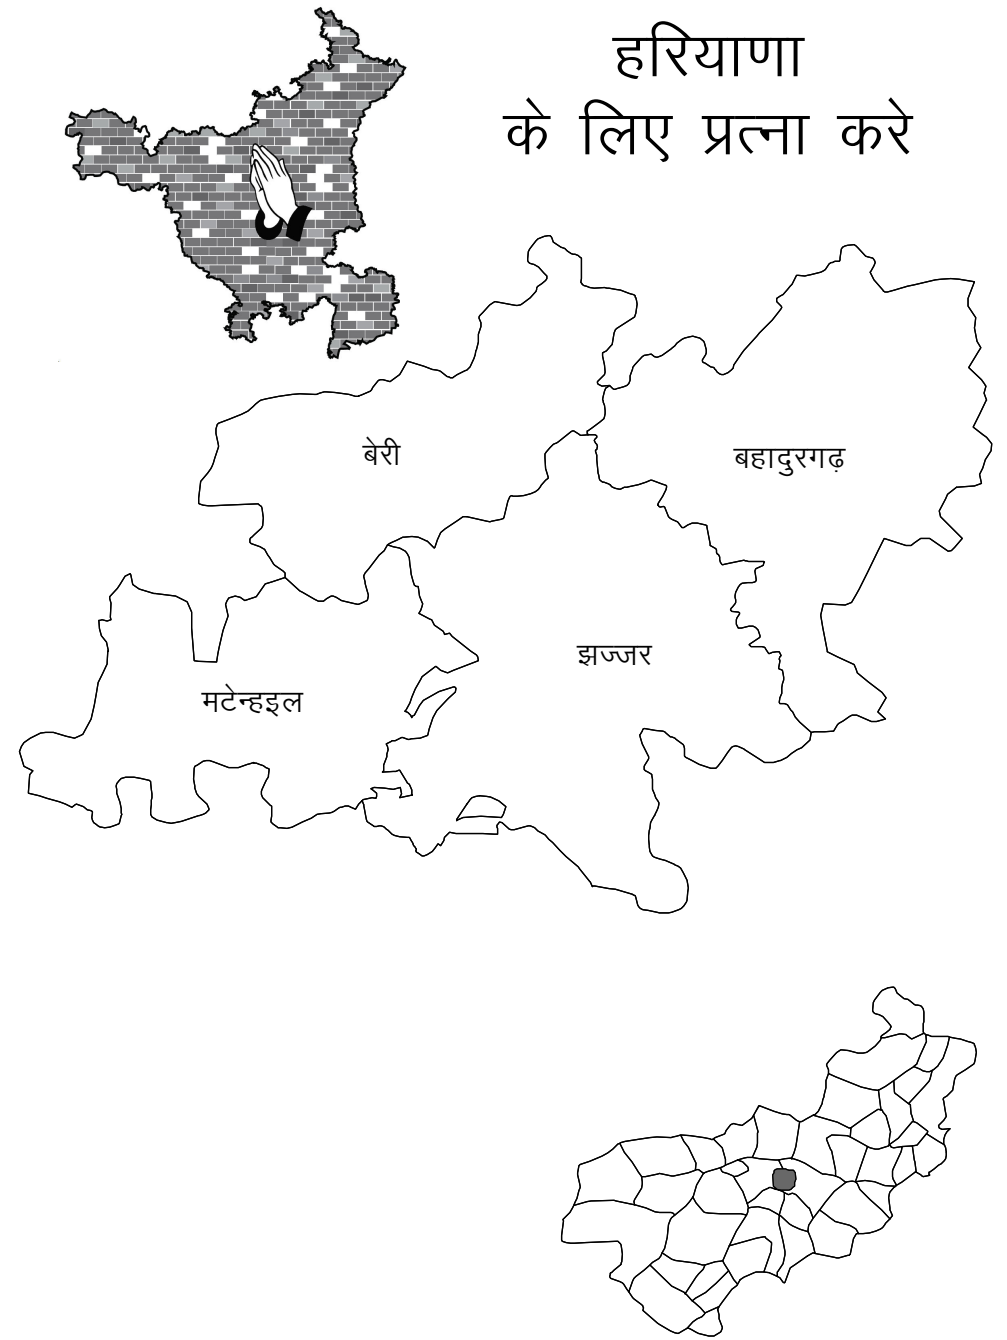 हरियाणा
के लिए प्रत्ना करे
बेरी
बहादुरगढ़
झज्जर
मटेन्हइल